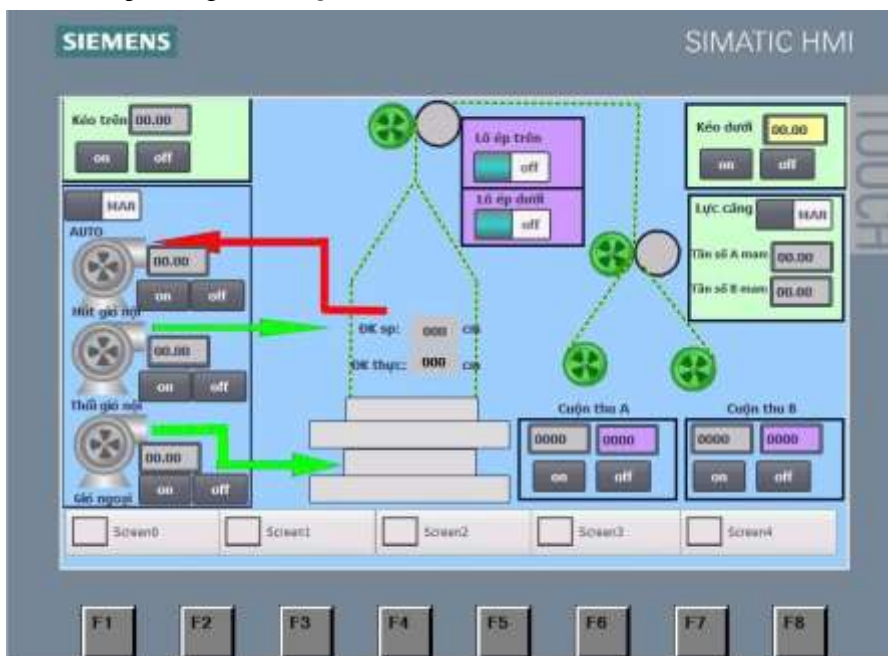 SIEMENS
SIMATIC HMI
TOUCH
Kéo trên 00.00
on off
MAN
AUTO
00.00
on off
Hút gió nội
00.00
on off
Thổi gió nội
00.00
on off
Gió ngoại
Lô ép trên
off
Lô ép dưới
off
ĐK sp: 000 cm
ĐK thực: 000 cm
Kéo dưới 00.00
on off
Lực căng MAN
Tần số A man 00.00
Tần số B man 00.00
Cuộn thu A
0000 0000
on off
Cuộn thu B
0000 0000
on off
Screen0 Screen1 Screen2 Screen3 Screen4
F1 F2 F3 F4 F5 F6 F7 F8